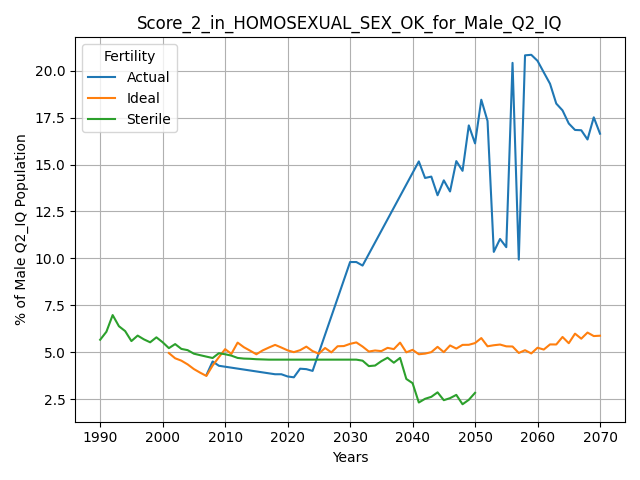 Score_2_in_HOMOSEXUAL_SEX_OK_for_Male_Q2_IQ
Fertility
Actual
Ideal
Sterile
% of Male Q2_IQ Population
20.0
17.5
15.0
12.5
10.0
7.5
5.0
2.5
1990 2000 2010 2020 2030 2040 2050 2060 2070
Years